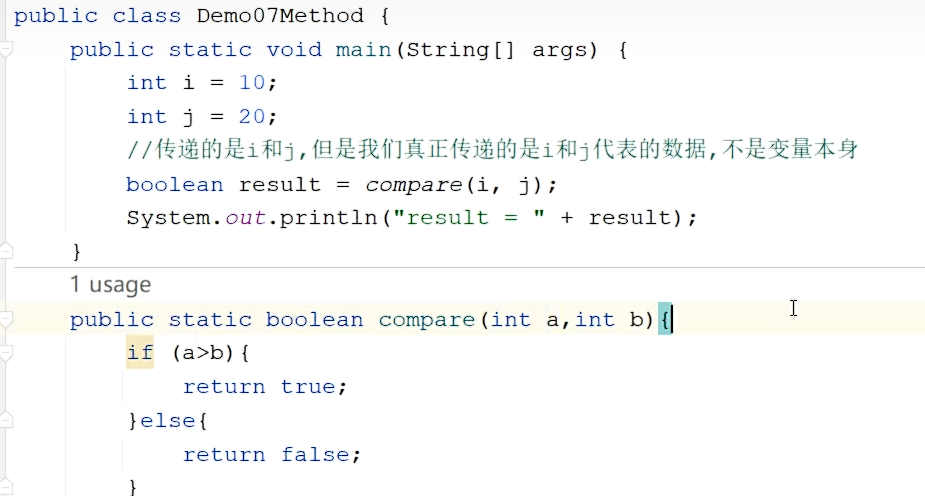 public class Demo07Method {
public static void main(String[] args) {
int i = 10;
int j = 20;
//传递的是i和j,但是我们真正传递的是i和j代表的数据,不是变量本身
boolean result = compare(i, j);
System.out.println("result = " + result);
}
1 usage
public static boolean compare(int a,int b){
if (a>b){
return true;
}else{
return false;
}